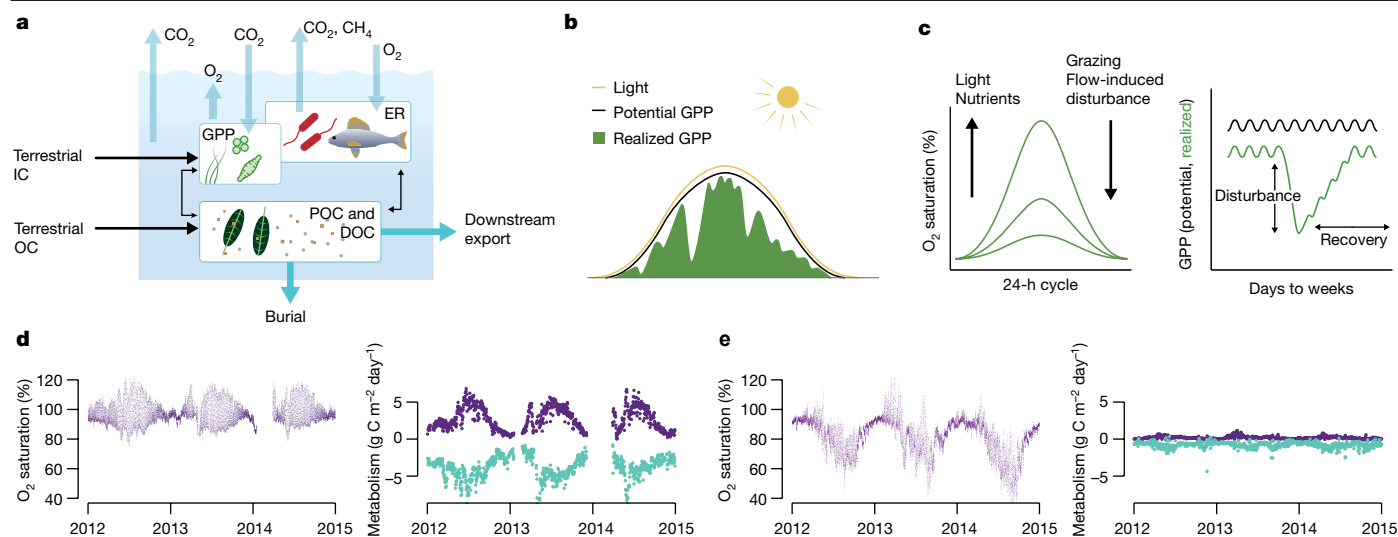 a
CO2
CO2
CO2, CH4
O2
O2
GPP
ER
Terrestrial
IC
POC and
DOC
Terrestrial
OC
Downstream
export
Burial
b
Light
Potential GPP
Realized GPP
c
Light
Nutrients
Grazing
Flow-induced
disturbance
O2 saturation (%)
24-h cycle
GPP (potential, realized)
Disturbance
Recovery
Days to weeks
d
O2 saturation (%)
120
100
80
60
40
2012 2013 2014 2015
Metabolism (g C m−2 day−1)
5
0
−5
2012 2013 2014 2015
e
O2 saturation (%)
120
100
80
60
40
2012 2013 2014 2015
Metabolism (g C m−2 day−1)
5
0
−5
2012 2013 2014 2015